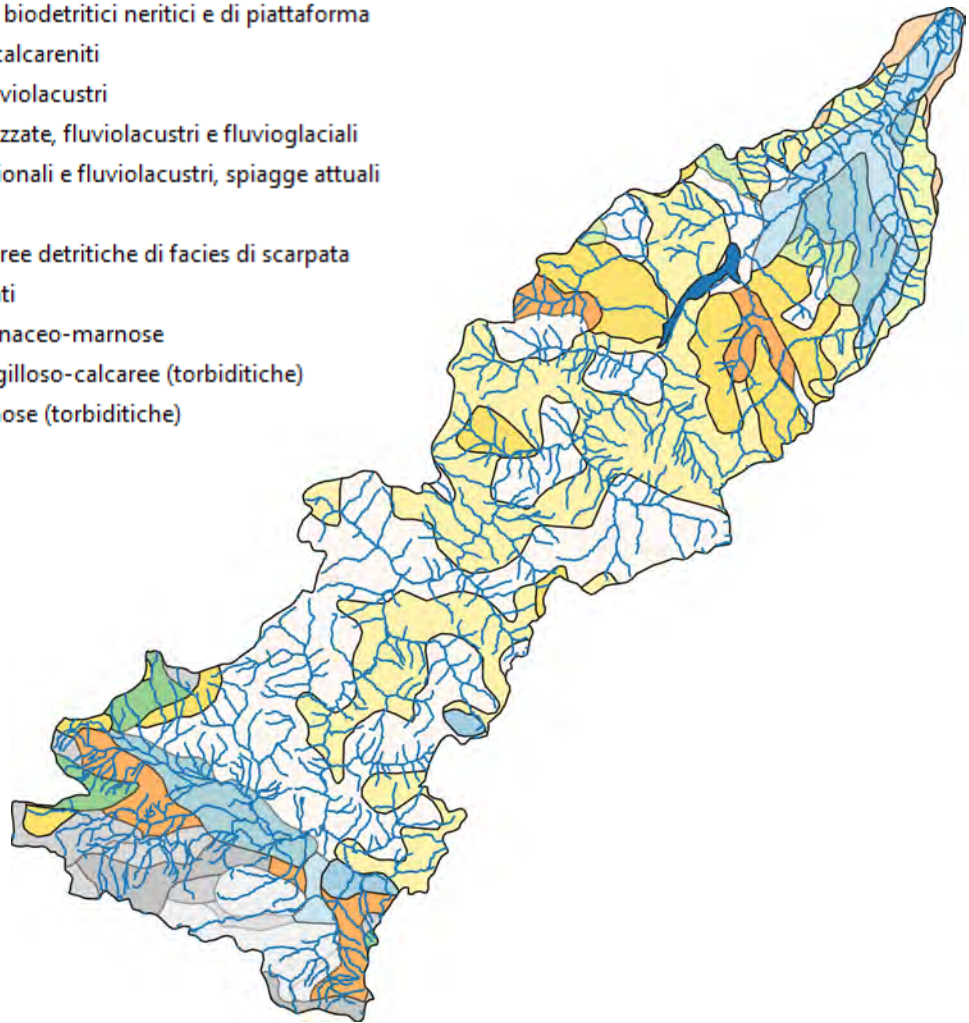 biodetritici neritici e di piattaforma
calcareniti
violacustri
zzate, fluviolacustri e fluvioglaciali
ionali e fluviolacustri, spiagge attuali
ree detritiche di facies di scarpata
ti
naceo-marnose
gilloso-calcaree (torbiditiche)
ose (torbiditiche)